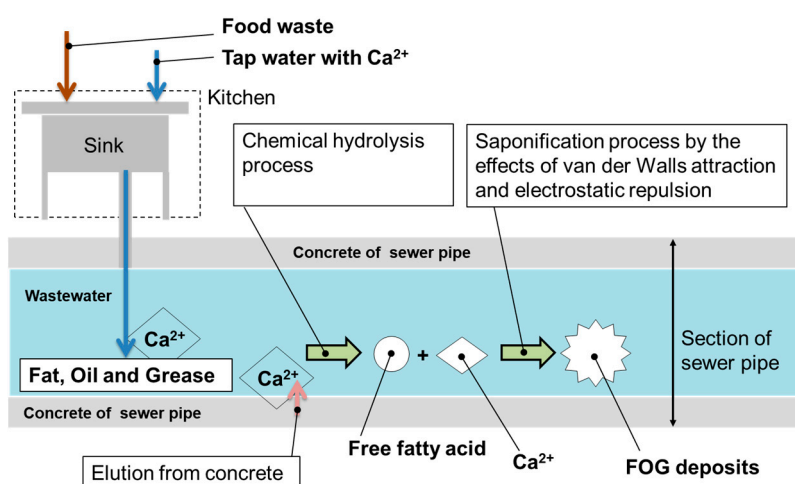 Food waste
Tap water with Ca²⁺
Kitchen
Sink
Chemical hydrolysis
process
Saponification process by the
effects of van der Walls attraction
and electrostatic repulsion
Concrete of sewer pipe
Wastewater
Ca²⁺
Fat, Oil and Grease
Ca²⁺
+
Section of
sewer pipe
Concrete of sewer pipe
Free fatty acid
Ca²⁺
FOG deposits
Elution from concrete